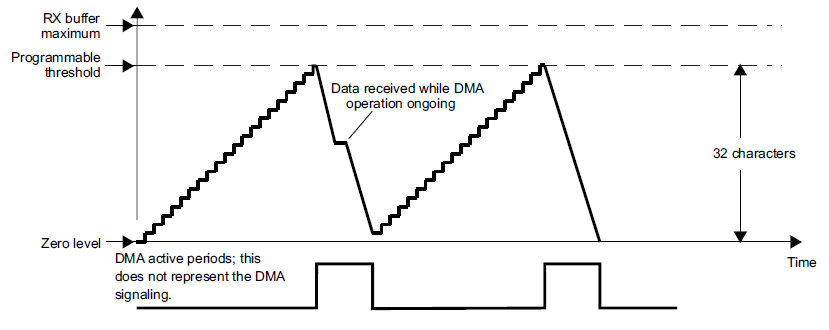 RX buffer
maximum
Programmable
threshold
Data received while DMA
operation ongoing
32 characters
Zero level
Time
DMA active periods; this
does not represent the DMA
signaling.